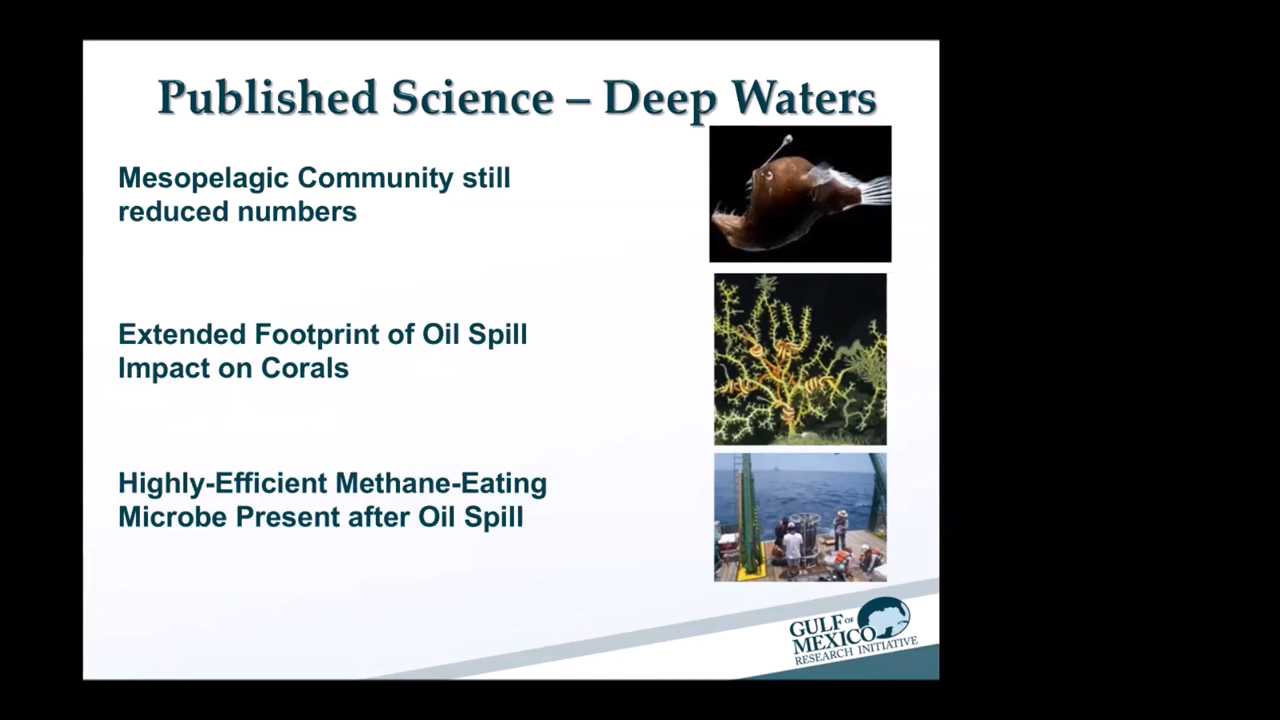 Published Science – Deep Waters
Mesopelagic Community still
reduced numbers
Extended Footprint of Oil Spill
Impact on Corals
Highly-Efficient Methane-Eating
Microbe Present after Oil Spill
GULF OF
MEXICO
RESEARCH INITIATIVE